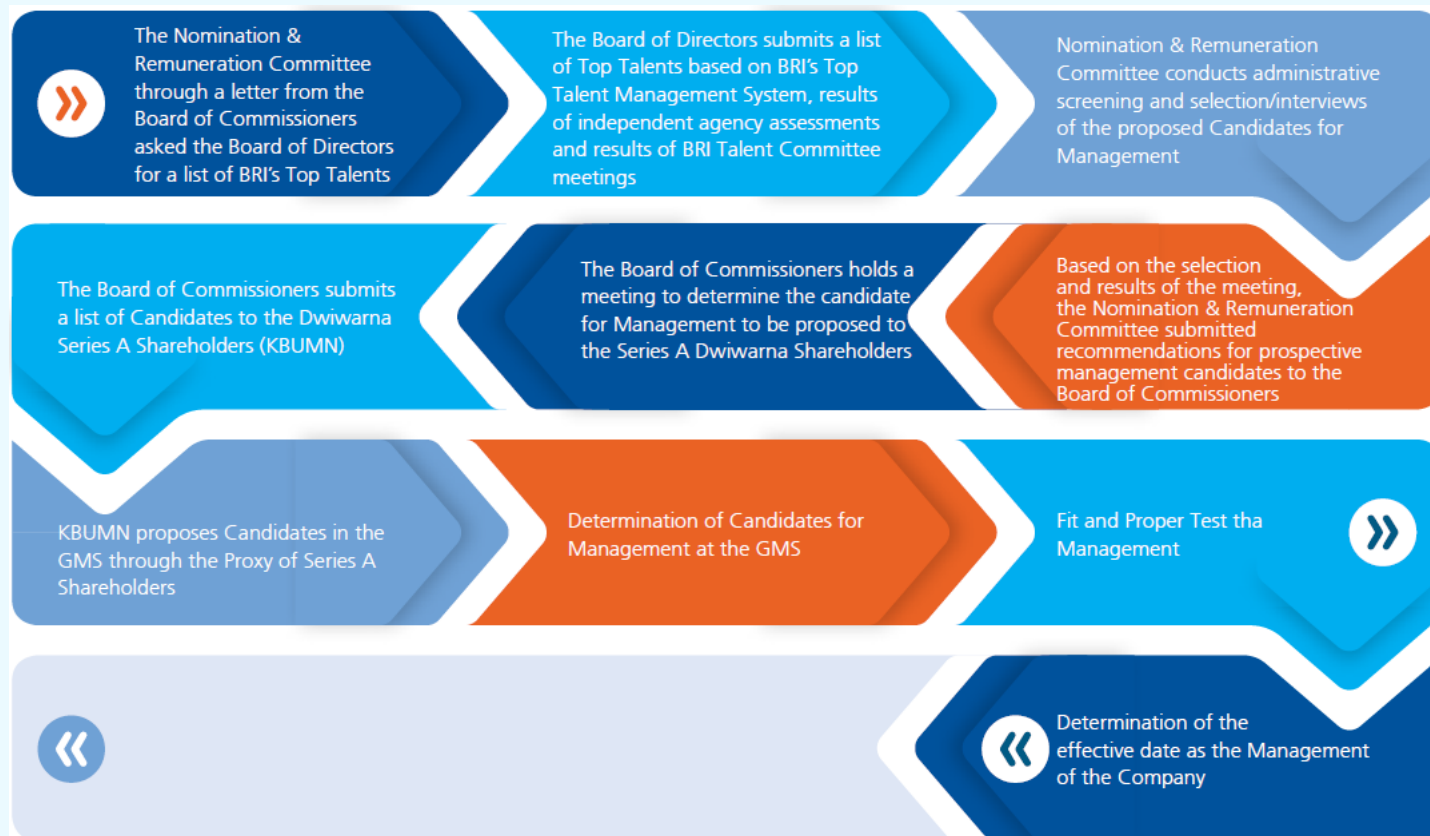 The Nomination &
Remuneration Committee
through a letter from the
Board of Commissioners
asked the Board of Directors
for a list of BRI's Top Talents
The Board of Directors submits a list
of Top Talents based on BRI's Top
Talent Management System, results
of independent agency assessments
and results of BRI Talent Committee
meetings
Nomination & Remuneration
Committee conducts administrative
screening and selection/interviews
of the proposed Candidates for
Management
Based on the selection
and results of the meeting,
the Nomination & Remuneration
Committee submitted
recommendations for prospective
management candidates to the
Board of Commissioners
The Board of Commissioners holds a
meeting to determine the candidate
for Management to be proposed to
the Series A Dwiwarna Shareholders
The Board of Commissioners submits
a list of Candidates to the Dwiwarna
Series A Shareholders (KBUMN)
KBUMN proposes Candidates in the
GMS through the Proxy of Series A
Shareholders
Determination of Candidates for
Management at the GMS
Fit and Proper Test tha
Management
Determination of the
effective date as the Management
of the Company